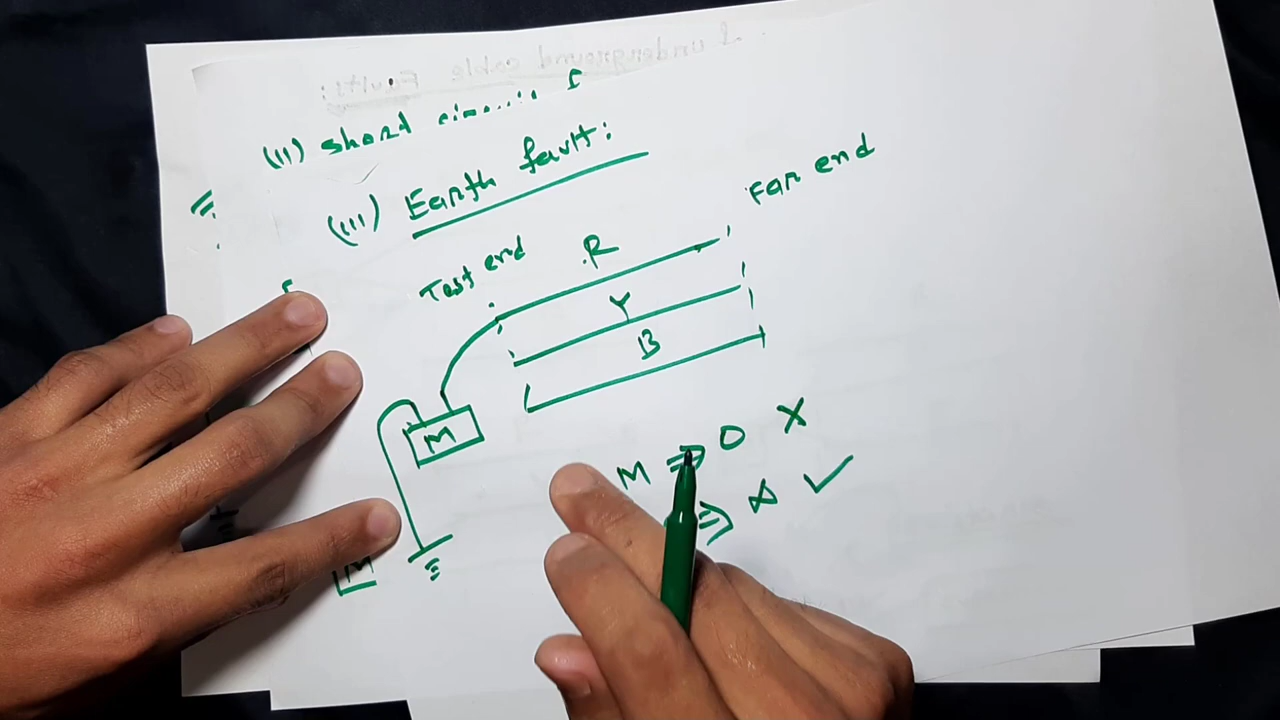 (ii) short
(iii) Earth fault:
Far end
Test end
R
Y
B
M
M ⇒ 0 X
⇒ ∞ ✓
M